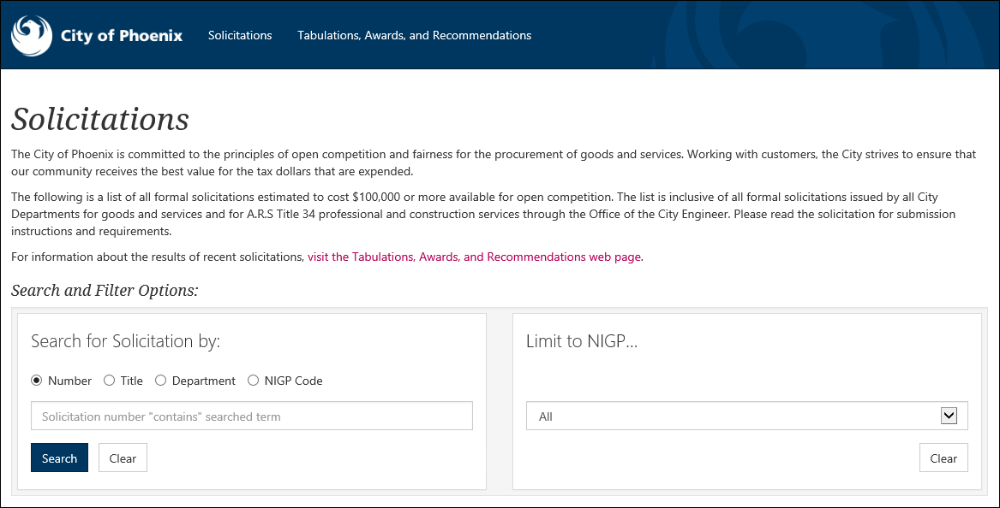 City of Phoenix
Solicitations
Tabulations, Awards, and Recommendations
Solicitations
The City of Phoenix is committed to the principles of open competition and fairness for the procurement of goods and services. Working with customers, the City strives to ensure that
our community receives the best value for the tax dollars that are expended.
The following is a list of all formal solicitations estimated to cost $100,000 or more available for open competition. The list is inclusive of all formal solicitations issued by all City
Departments for goods and services and for A.R.S Title 34 professional and construction services through the Office of the City Engineer. Please read the solicitation for submission
instructions and requirements.
For information about the results of recent solicitations, visit the Tabulations, Awards, and Recommendations web page.
Search and Filter Options:
Search for Solicitation by:
Number Title Department NIGP Code
Solicitation number "contains" searched term
Search Clear
Limit to NIGP...
All
Clear